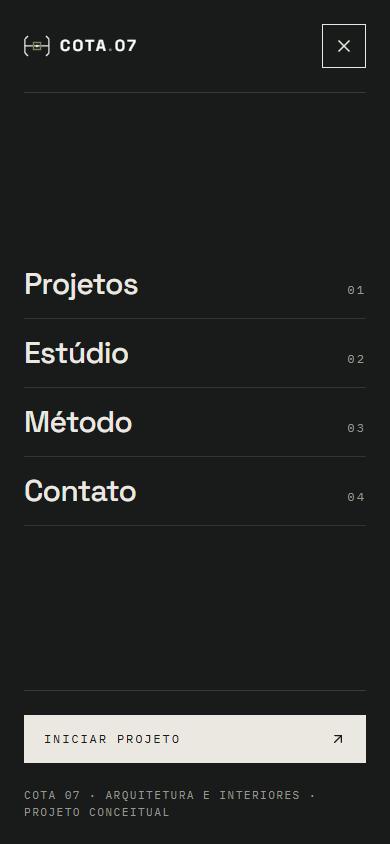 COTA.07
Projetos 01
Estúdio 02
Método 03
Contato 04
INICIAR PROJETO
COTA 07 · ARQUITETURA E INTERIORES ·
PROJETO CONCEITUAL